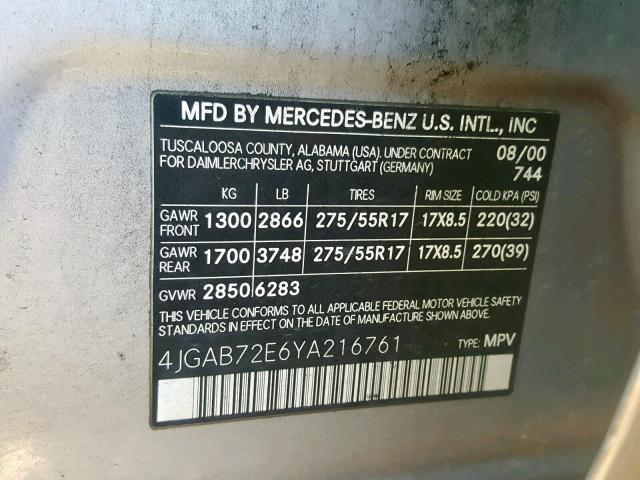 MFD BY MERCEDES-BENZ U.S. INTL., INC
TUSCALOOSA COUNTY, ALABAMA (USA). UNDER CONTRACT 08/00
FOR DAIMLERCHRYSLER AG, STUTTGART (GERMANY) 744
KG LB TIRES RIM SIZE COLD KPA (PSI)
GAWR FRONT 1300 2866 275/55R17 17X8.5 220(32)
GAWR REAR 1700 3748 275/55R17 17X8.5 270(39)
GVWR 2850 6283
THIS VEHICLE CONFORMS TO ALL APPLICABLE FEDERAL MOTOR VEHICLE SAFETY
STANDARDS IN EFFECT ON THE DATE OF MANUFACTURE SHOWN ABOVE.
4JGAB72E6YA216761 TYPE: MPV